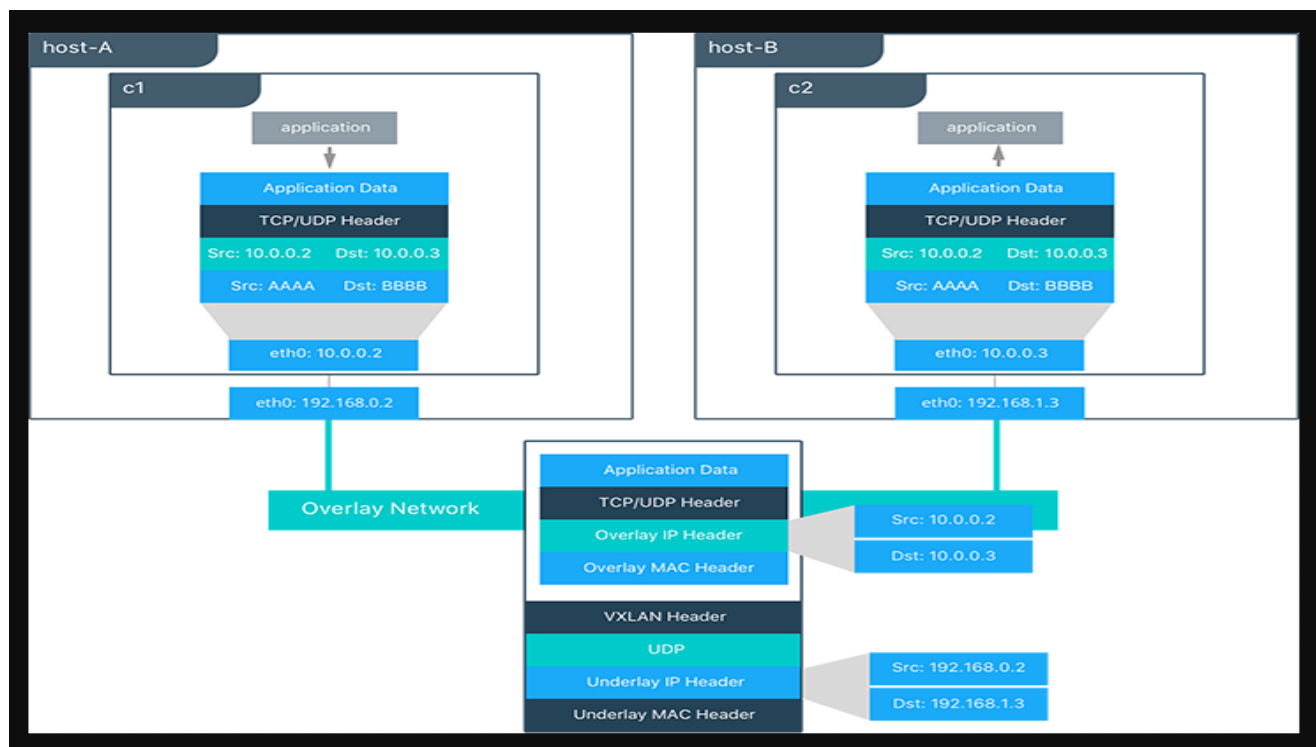 host-A
c1
application
Application Data
TCP/UDP Header
Src: 10.0.0.2 Dst: 10.0.0.3
Src: AAAA Dst: BBBB
eth0: 10.0.0.2
eth0: 192.168.0.2
host-B
c2
application
Application Data
TCP/UDP Header
Src: 10.0.0.2 Dst: 10.0.0.3
Src: AAAA Dst: BBBB
eth0: 10.0.0.3
eth0: 192.168.1.3
Overlay Network
Application Data
TCP/UDP Header
Overlay IP Header
Overlay MAC Header
Src: 10.0.0.2
Dst: 10.0.0.3
VXLAN Header
UDP
Underlay IP Header
Underlay MAC Header
Src: 192.168.0.2
Dst: 192.168.1.3